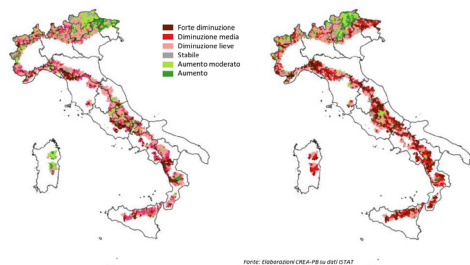 Forte diminuzione
Diminuzione media
Diminuzione lieve
Stabile
Aumento moderato
Aumento
Fonte: Elaborazioni CREA-PB su dati ISTAT